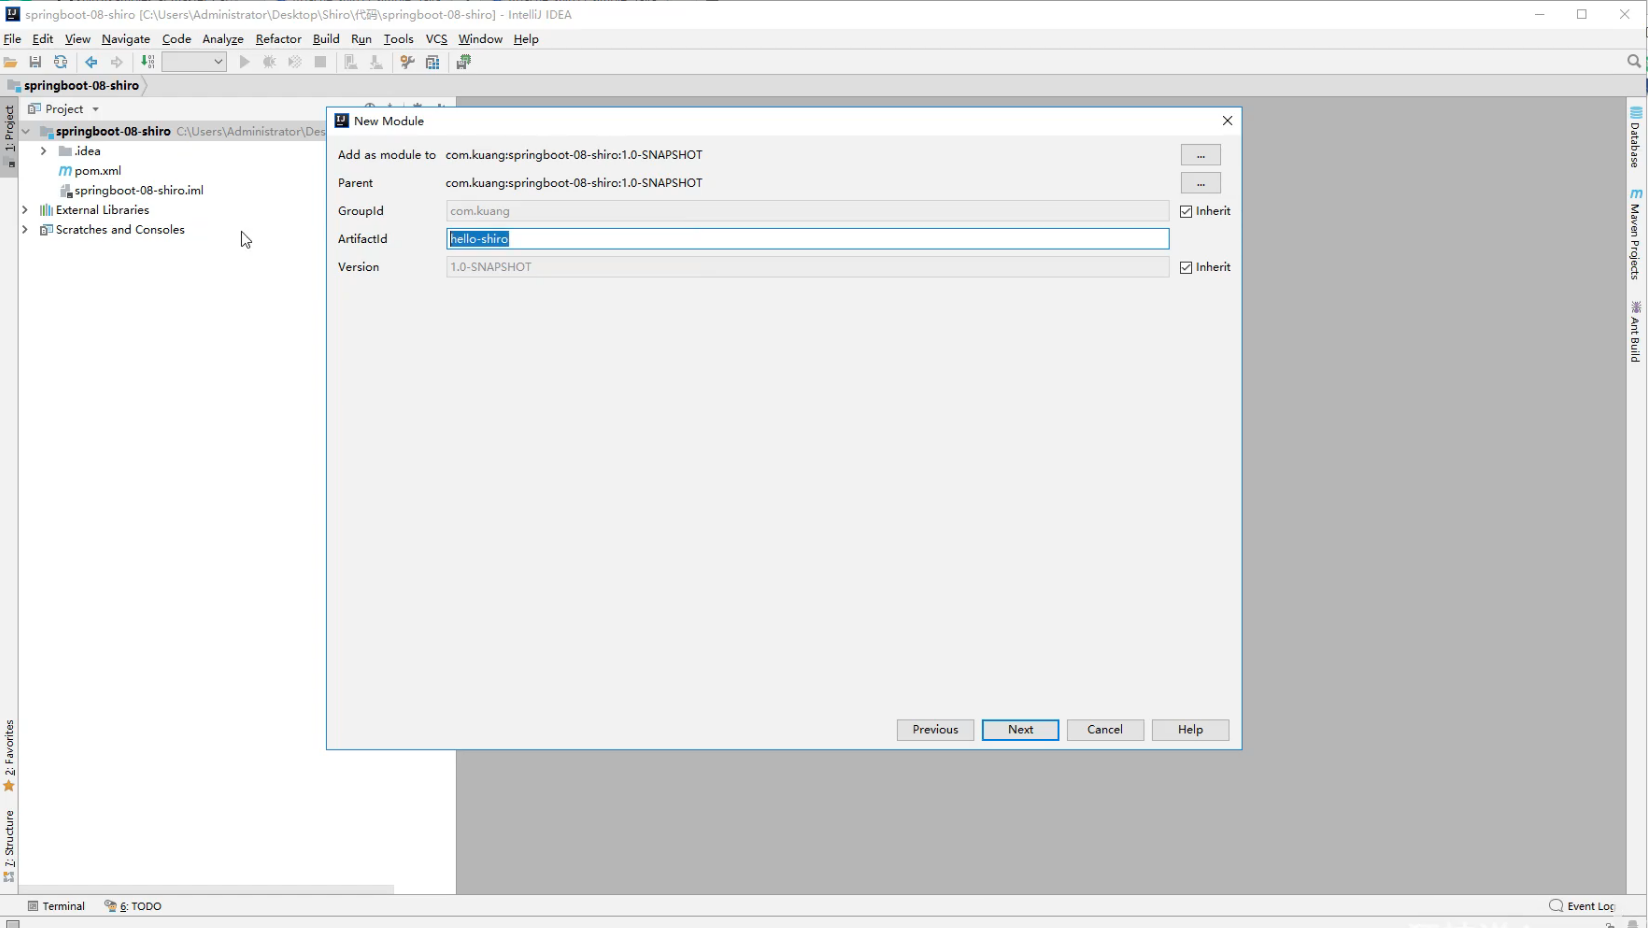 springboot-08-shiro [C:\Users\Administrator\Desktop\Shiro\代码\springboot-08-shiro] - IntelliJ IDEA
File Edit View Navigate Code Analyze Refactor Build Run Tools VCS Window Help
springboot-08-shiro
Project
springboot-08-shiro C:\Users\Administrator\Des
.idea
pom.xml
springboot-08-shiro.iml
External Libraries
Scratches and Consoles
1: Project
2: Favorites
7: Structure
New Module
Add as module to com.kuang:springboot-08-shiro:1.0-SNAPSHOT ...
Parent com.kuang:springboot-08-shiro:1.0-SNAPSHOT ...
GroupId com.kuang Inherit
ArtifactId hello-shiro
Version 1.0-SNAPSHOT Inherit
Previous Next Cancel Help
Database
Maven Projects
Ant Build
Terminal 6: TODO Event Log